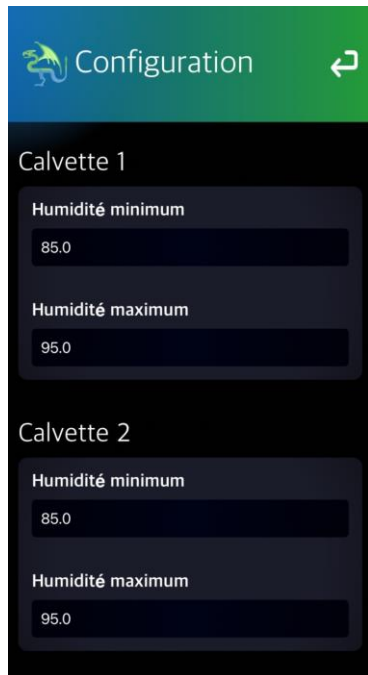 Configuration
Calvette 1
Humidité minimum
85.0
Humidité maximum
95.0
Calvette 2
Humidité minimum
85.0
Humidité maximum
95.0